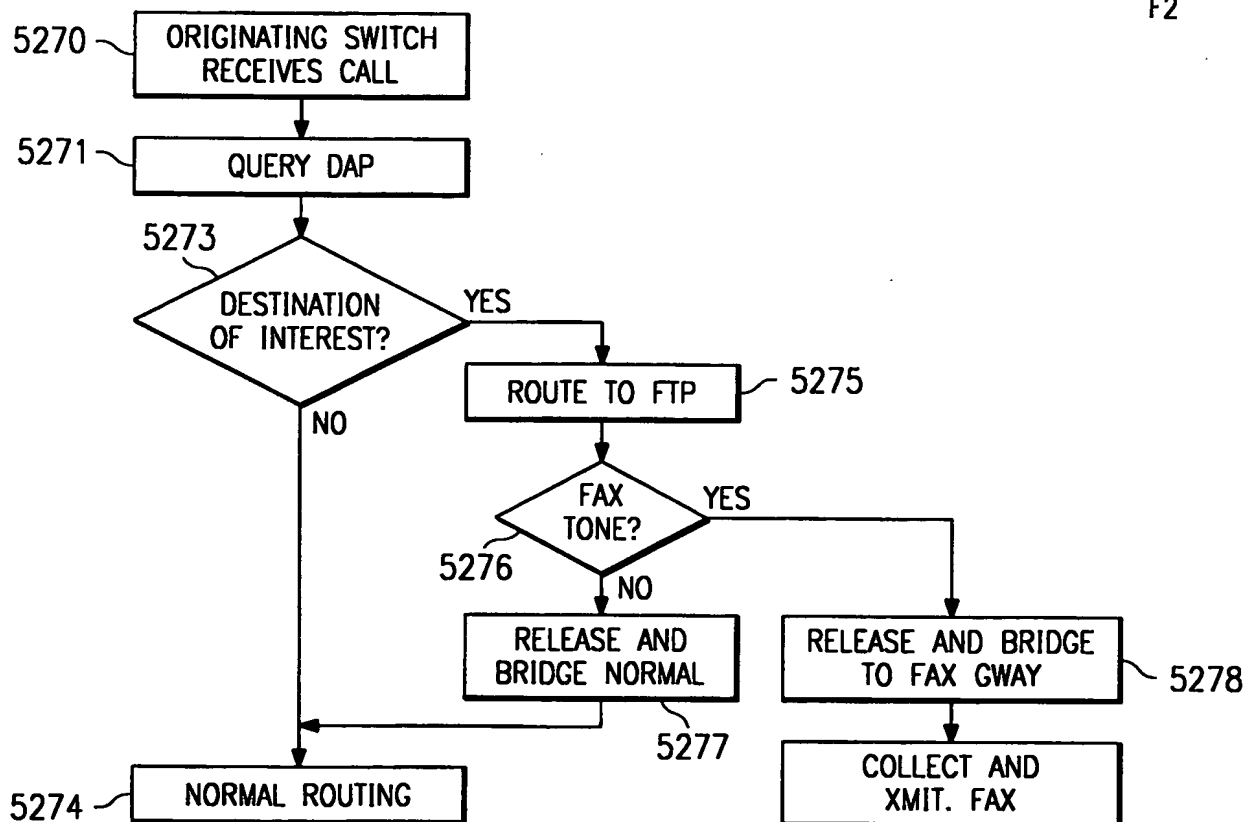 F2
5270
ORIGINATING SWITCH
RECEIVES CALL
5271
QUERY DAP
5273
DESTINATION
OF INTEREST?
YES
NO
ROUTE TO FTP
5275
FAX
TONE?
YES
5276
NO
RELEASE AND
BRIDGE NORMAL
5277
RELEASE AND BRIDGE
TO FAX GWAY
5278
5274
NORMAL ROUTING
COLLECT AND
XMIT. FAX